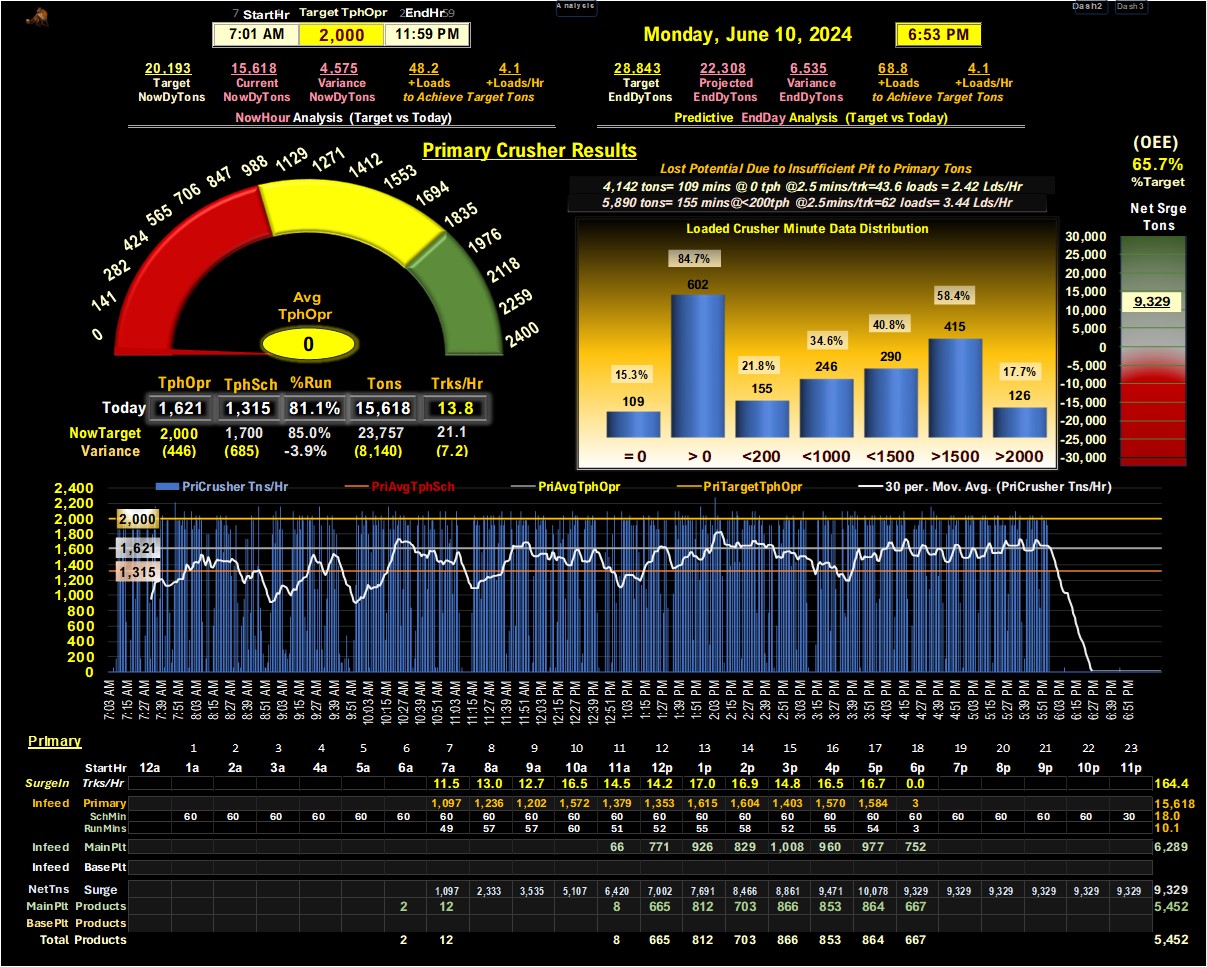 Analysis
Dash2 Dash3
7 StartHr Target TphOpr EndHr 59
7:01 AM 2,000 11:59 PM
Monday, June 10, 2024 6:53 PM
20,193 15,618 4,575 48.2 4.1
Target Current Variance +Loads +Loads/Hr
NowDyTons NowDyTons NowDyTons to Achieve Target Tons
NowHour Analysis (Target vs Today)
28,843 22,308 6,535 68.8 4.1
Target Projected Variance +Loads +Loads/Hr
EndDyTons EndDyTons EndDyTons to Achieve Target Tons
Predictive EndDay Analysis (Target vs Today)
(OEE)
65.7%
%Target
Primary Crusher Results
0 141 282 424 565 706 847 988 1129 1271 1412 1553 1694 1835 1976 2118 2259 2400
Avg
TphOpr
0
Lost Potential Due to Insufficient Pit to Primary Tons
4,142 tons= 109 mins @ 0 tph @2.5 mins/trk=43.6 loads = 2.42 Lds/Hr
5,890 tons= 155 mins@<200tph @2.5mins/trk=62 loads= 3.44 Lds/Hr
Loaded Crusher Minute Data Distribution
15.3% 84.7% 21.8% 34.6% 40.8% 58.4% 17.7%
109 602 155 246 290 415 126
= 0 > 0 <200 <1000 <1500 >1500 >2000
Net Srge
Tons
30,000
20,000
15,000
9,329
10,000
5,000
0
-5,000
-10,000
-15,000
-20,000
-25,000
-30,000
TphOpr TphSch %Run Tons Trks/Hr
Today 1,621 1,315 81.1% 15,618 13.8
NowTarget 2,000 1,700 85.0% 23,757 21.1
Variance (446) (685) -3.9% (8,140) (7.2)
PriCrusher Tns/Hr PriAvgTphSch PriAvgTphOpr PriTargetTphOpr 30 per. Mov. Avg. (PriCrusher Tns/Hr)
2,400
2,200
2,000
1,800
1,600
1,400
1,200
1,000
800
600
400
200
0
2,000
1,621
1,315
7:03 AM 7:15 AM 7:27 AM 7:39 AM 7:51 AM 8:03 AM 8:15 AM 8:27 AM 8:39 AM 8:51 AM 9:03 AM 9:15 AM 9:27 AM 9:39 AM 9:51 AM 10:03 AM 10:15 AM 10:27 AM 10:39 AM 10:51 AM 11:03 AM 11:15 AM 11:27 AM 11:39 AM 11:51 AM 12:03 PM 12:15 PM 12:27 PM 12:39 PM 12:51 PM 1:03 PM 1:15 PM 1:27 PM 1:39 PM 1:51 PM 2:03 PM 2:15 PM 2:27 PM 2:39 PM 2:51 PM 3:03 PM 3:15 PM 3:27 PM 3:39 PM 3:51 PM 4:03 PM 4:15 PM 4:27 PM 4:39 PM 4:51 PM 5:03 PM 5:15 PM 5:27 PM 5:39 PM 5:51 PM 6:03 PM 6:15 PM 6:27 PM 6:39 PM 6:51 PM
Primary
1 2 3 4 5 6 7 8 9 10 11 12 13 14 15 16 17 18 19 20 21 22 23
StartHr 12a 1a 2a 3a 4a 5a 6a 7a 8a 9a 10a 11a 12p 1p 2p 3p 4p 5p 6p 7p 8p 9p 10p 11p
SurgeIn Trks/Hr 11.5 13.0 12.7 16.5 14.5 14.2 17.0 16.9 14.8 16.5 16.7 0.0 164.4
Infeed Primary 1,097 1,236 1,202 1,572 1,379 1,353 1,615 1,604 1,403 1,570 1,584 3 15,618
SchMin 60 60 60 60 60 60 60 60 60 60 60 60 60 60 60 60 60 60 60 60 60 60 30 18.0
RunMins 49 57 57 60 51 52 55 58 52 55 54 3 10.1
Infeed MainPlt 66 771 926 829 1,008 960 977 752 6,289
Infeed BasePlt
NetTns Surge 1,097 2,333 3,535 5,107 6,420 7,002 7,691 8,466 8,861 9,471 10,078 9,329 9,329 9,329 9,329 9,329 9,329 9,329
MainPlt Products 2 12 8 665 812 703 866 853 864 667 5,452
BasePlt Products
Total Products 2 12 8 665 812 703 866 853 864 667 5,452